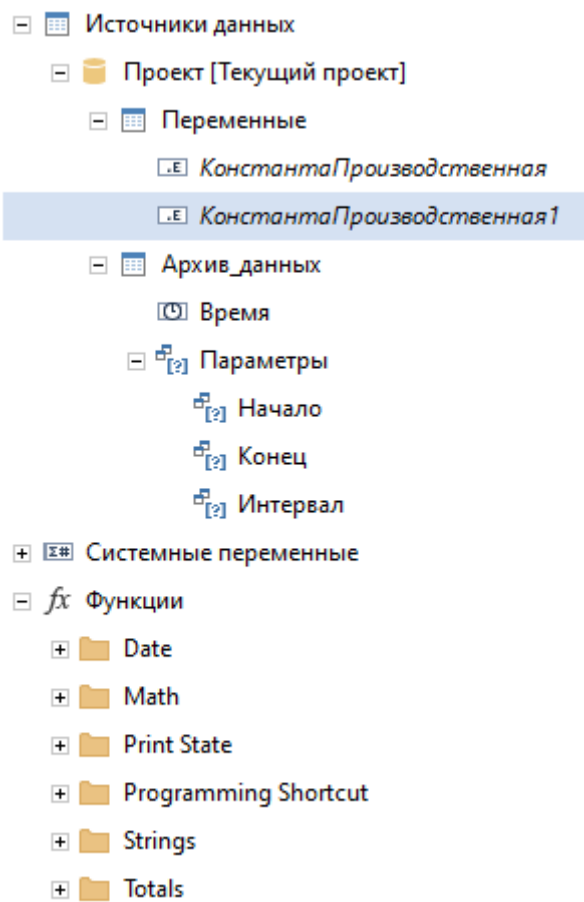 Источники данных
Проект [Текущий проект]
Переменные
КонстантаПроизводственная
КонстантаПроизводственная1
Архив_данных
Время
Параметры
Начало
Конец
Интервал
Системные переменные
Функции
Date
Math
Print State
Programming Shortcut
Strings
Totals